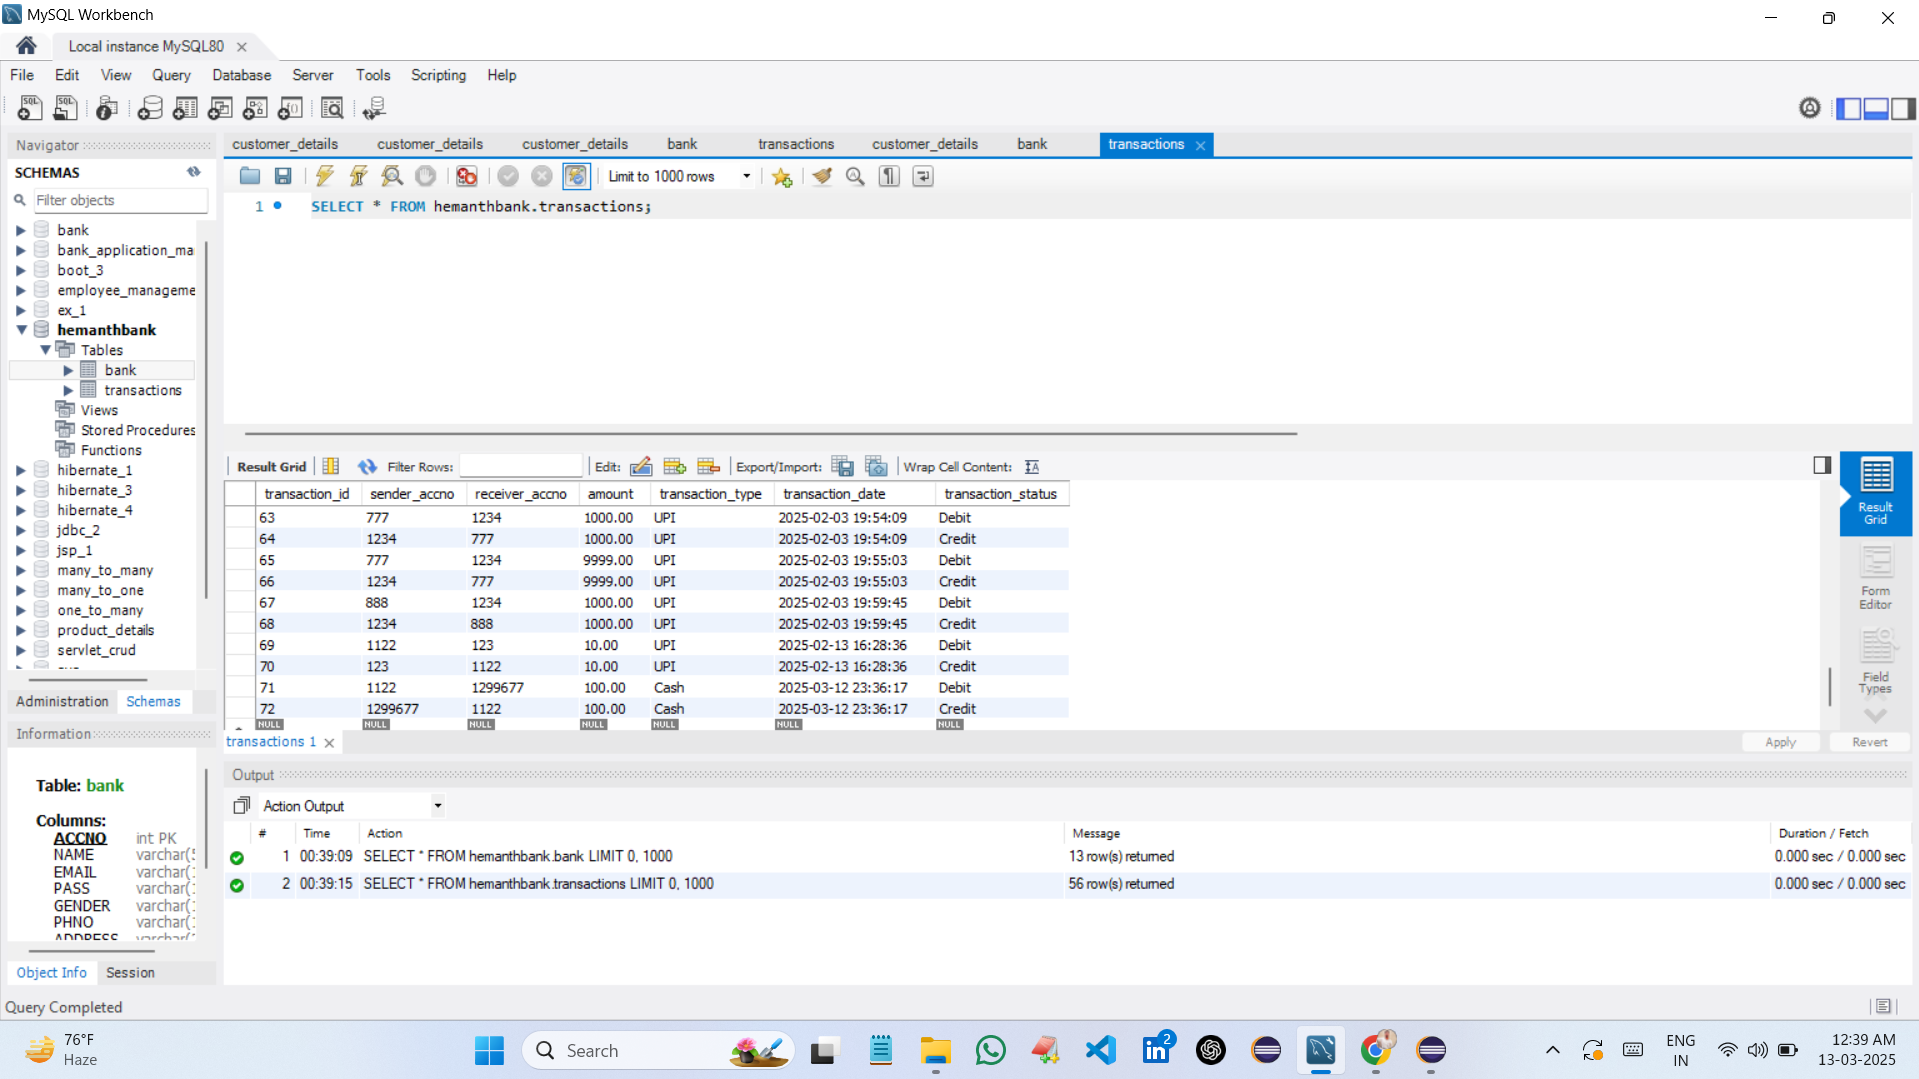 MySQL Workbench
Local instance MySQL80
File Edit View Query Database Server Tools Scripting Help
Navigator
SCHEMAS
Filter objects
bank
bank_application_ma
boot_3
employee_manageme
ex_1
hemanthbank
Tables
bank
transactions
Views
Stored Procedures
Functions
hibernate_1
hibernate_3
hibernate_4
jdbc_2
jsp_1
many_to_many
many_to_one
one_to_many
product_details
servlet_crud
Administration Schemas
Information
Table: bank
Columns:
ACCNO int PK
NAME varchar(5
EMAIL varchar(
PASS varchar(
GENDER varchar(
PHNO varchar(
ADDRESS varchar(
Object Info Session
Query Completed
customer_details customer_details customer_details bank transactions customer_details bank transactions
Limit to 1000 rows
1 SELECT * FROM hemanthbank.transactions;
Result Grid Filter Rows: Edit: Export/Import: Wrap Cell Content:
transaction_id sender_accno receiver_accno amount transaction_type transaction_date transaction_status
63 777 1234 1000.00 UPI 2025-02-03 19:54:09 Debit
64 1234 777 1000.00 UPI 2025-02-03 19:54:09 Credit
65 777 1234 9999.00 UPI 2025-02-03 19:55:03 Debit
66 1234 777 9999.00 UPI 2025-02-03 19:55:03 Credit
67 888 1234 1000.00 UPI 2025-02-03 19:59:45 Debit
68 1234 888 1000.00 UPI 2025-02-03 19:59:45 Credit
69 1122 123 10.00 UPI 2025-02-13 16:28:36 Debit
70 123 1122 10.00 UPI 2025-02-13 16:28:36 Credit
71 1122 1299677 100.00 Cash 2025-03-12 23:36:17 Debit
72 1299677 1122 100.00 Cash 2025-03-12 23:36:17 Credit
NULL NULL NULL NULL NULL NULL NULL
Result
Grid
Form
Editor
Field
Types
transactions 1
Apply Revert
Output
Action Output
# Time Action Message Duration / Fetch
1 00:39:09 SELECT * FROM hemanthbank.bank LIMIT 0, 1000 13 row(s) returned 0.000 sec / 0.000 sec
2 00:39:15 SELECT * FROM hemanthbank.transactions LIMIT 0, 1000 56 row(s) returned 0.000 sec / 0.000 sec
76°F
Haze
Search
2
ENG
IN
12:39 AM
13-03-2025